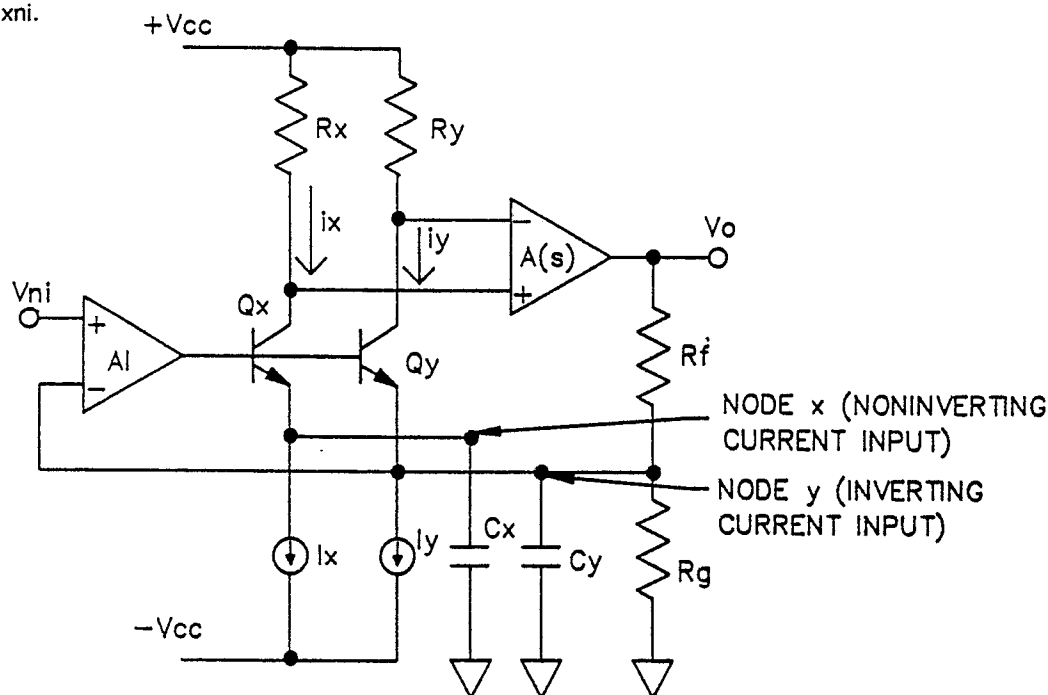 xni.
+Vcc
Rx
Ry
ix
iy
Vo
A(s)
−
+
Vni
Qx
+
AI
−
Qy
Rf
NODE x (NONINVERTING
CURRENT INPUT)
NODE y (INVERTING
CURRENT INPUT)
Ix
Iy
Cx
Cy
Rg
−Vcc